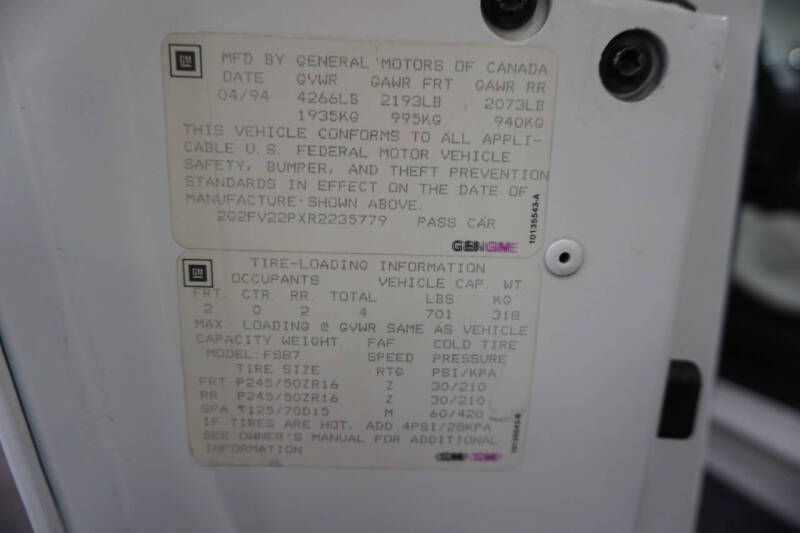 GM
MFD BY GENERAL MOTORS OF CANADA
DATE GVWR GAWR FRT GAWR RR
04/94 4266LB 2193LB 2073LB
1935KG 995KG 940KG
THIS VEHICLE CONFORMS TO ALL APPLI-
CABLE U.S. FEDERAL MOTOR VEHICLE
SAFETY, BUMPER, AND THEFT PREVENTION
STANDARDS IN EFFECT ON THE DATE OF
MANUFACTURE SHOWN ABOVE.
2G2FV22PXR2235779 PASS CAR
10135543-A
GM
TIRE-LOADING INFORMATION
OCCUPANTS VEHICLE CAP. WT.
FRT. CTR. RR. TOTAL LBS KG
2 0 2 4 701 318
MAX. LOADING @ GVWR SAME AS VEHICLE
CAPACITY WEIGHT. FAF COLD TIRE
MODEL: FS87 SPEED PRESSURE
TIRE SIZE RTG PSI/KPA
FRT P245/50ZR16 Z 30/210
RR P245/50ZR16 Z 30/210
SPA T125/70D15 M 60/420
IF TIRES ARE HOT, ADD 4PSI/28KPA
SEE OWNER'S MANUAL FOR ADDITIONAL
INFORMATION